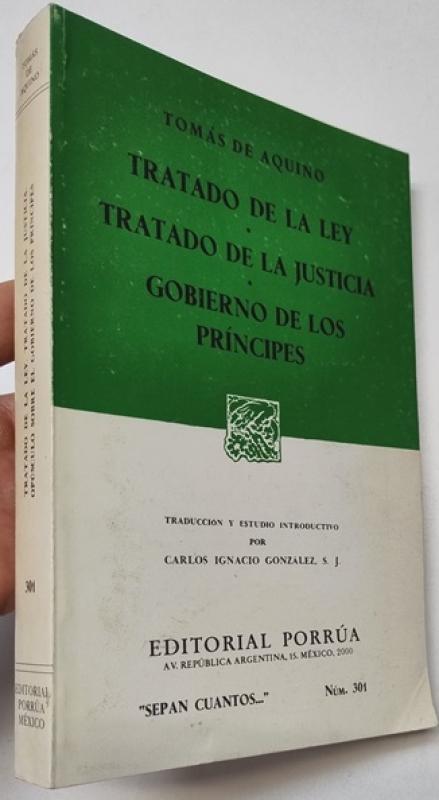 TOMÁS DE AQUINO
TRATADO DE LA LEY
•
TRATADO DE LA JUSTICIA
•
GOBIERNO DE LOS
PRÍNCIPES
TRADUCCIÓN Y ESTUDIO INTRODUCTIVO
POR
CARLOS IGNACIO GONZÁLEZ, S. J.
EDITORIAL PORRÚA
AV. REPÚBLICA ARGENTINA, 15. MÉXICO, 2000
"SEPAN CUANTOS..." NÚM. 301
TOMÁS
DE
AQUINO
TRATADO DE LA LEY. TRATADO DE LA JUSTICIA
OPÚSCULO SOBRE EL GOBIERNO DE LOS PRÍNCIPES
301
EDITORIAL
PORRÚA
MÉXICO